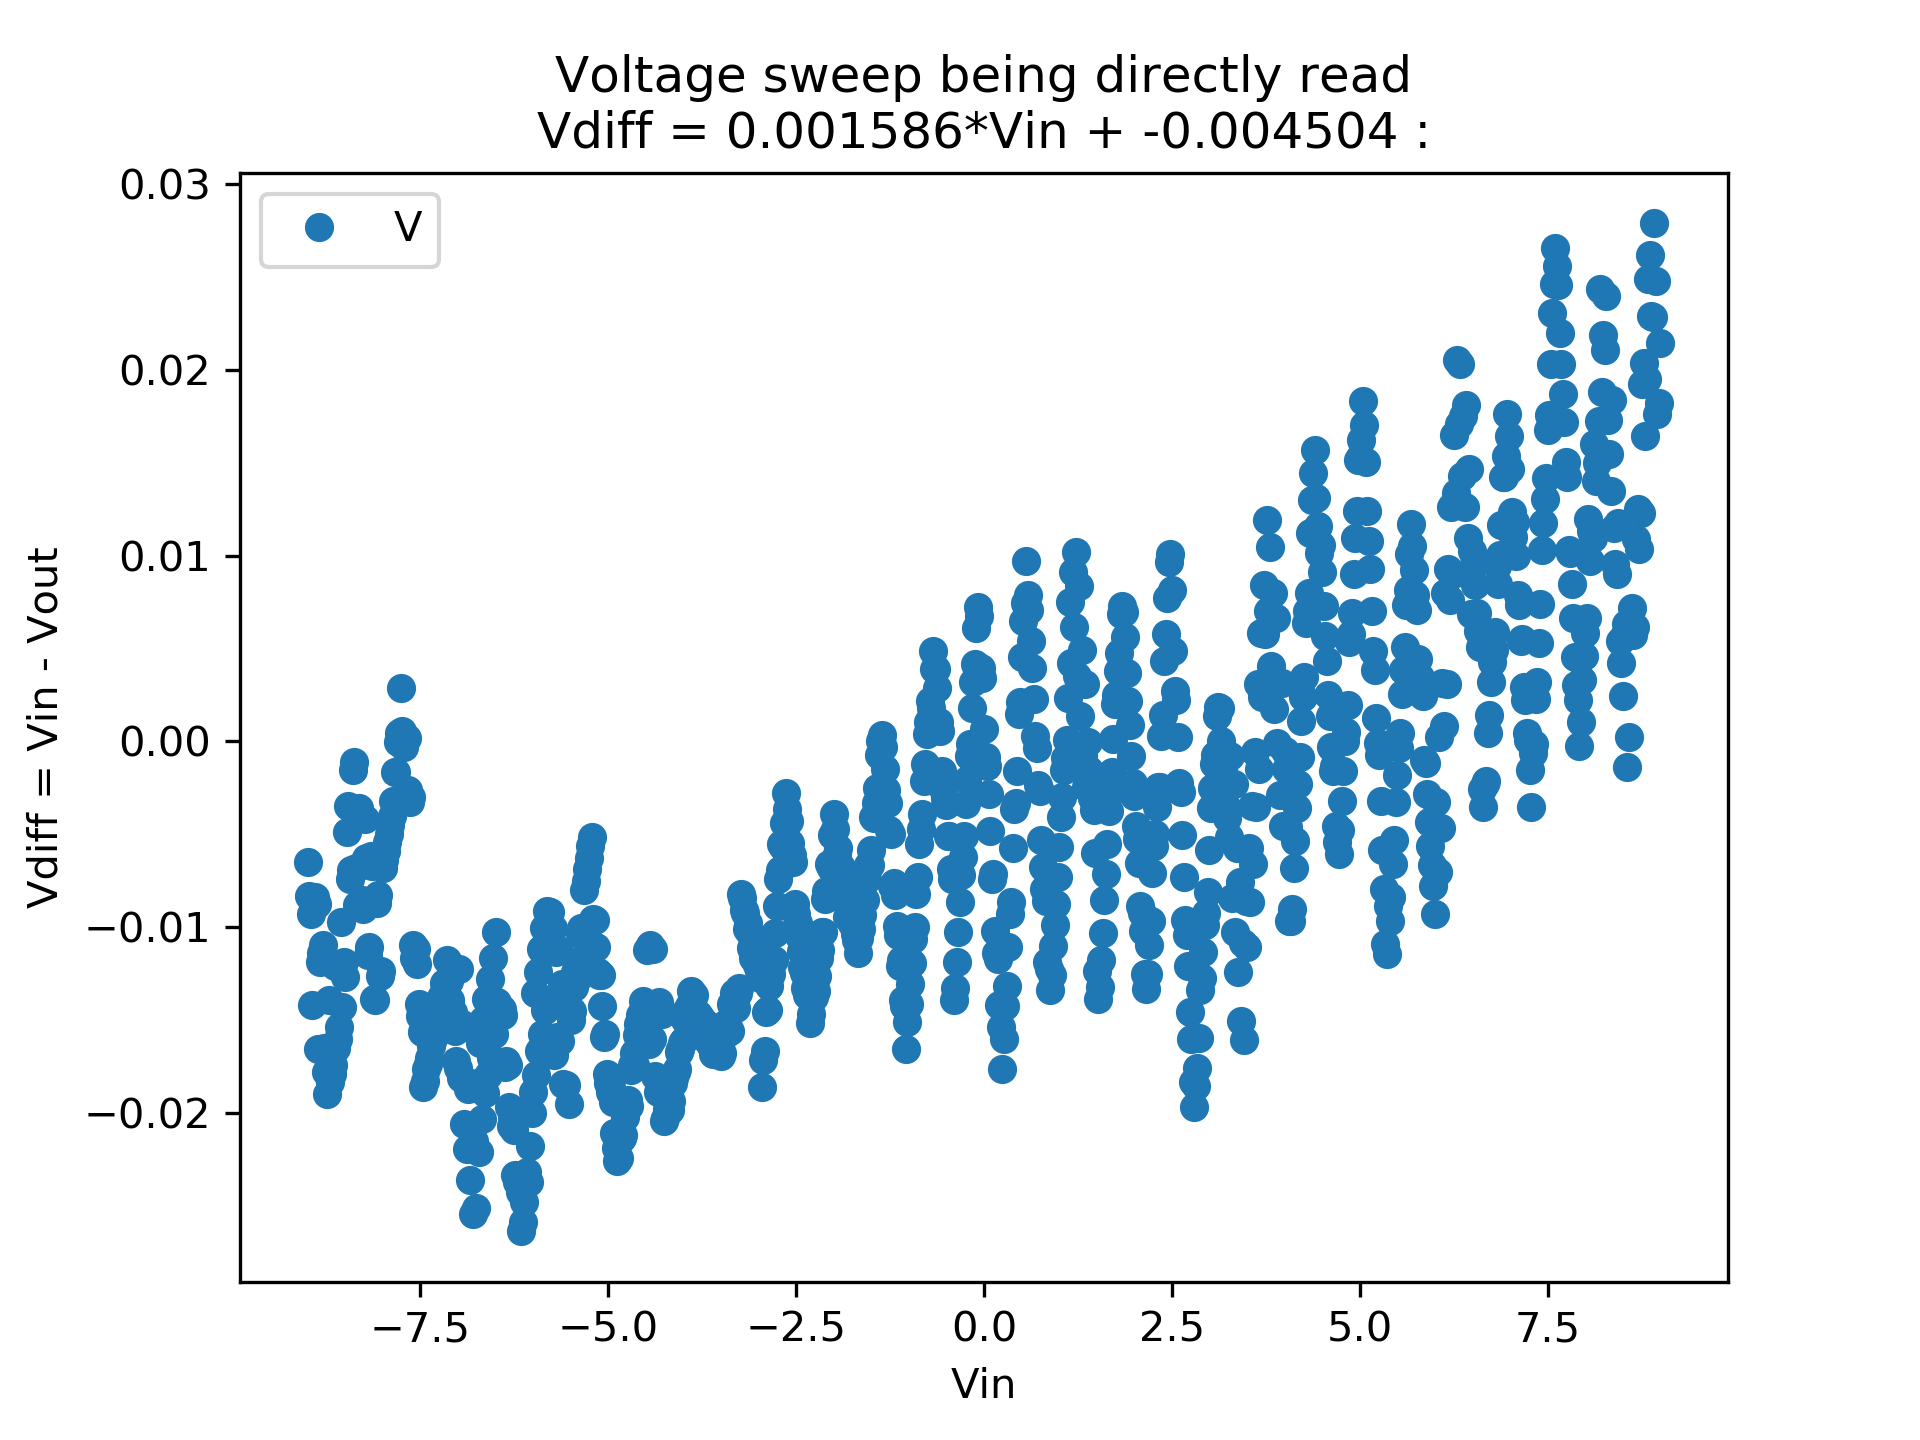 Voltage sweep being directly read
Vdiff = 0.001586*Vin + -0.004504 :
V
Vdiff = Vin - Vout
0.03
0.02
0.01
0.00
−0.01
−0.02
−7.5 −5.0 −2.5 0.0 2.5 5.0 7.5
Vin